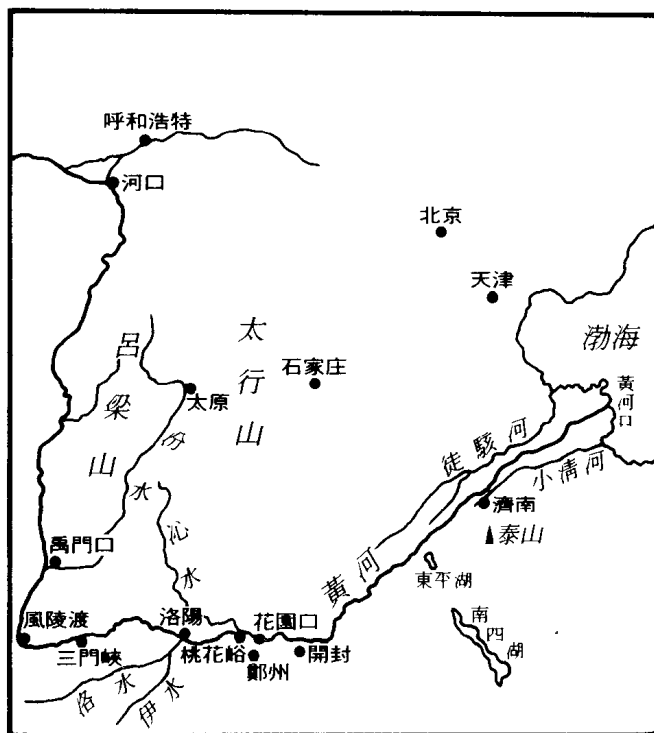 呼和浩特
河口
北京
天津
渤海
呂梁山
太行山
石家庄
太原
汾水
黃河口
徒駭河
小清河
濟南
泰山
禹門口
沁水
黃河
東平湖
南四湖
風陵渡
三門峽
洛陽
桃花峪
花園口
鄭州
開封
洛水
伊水